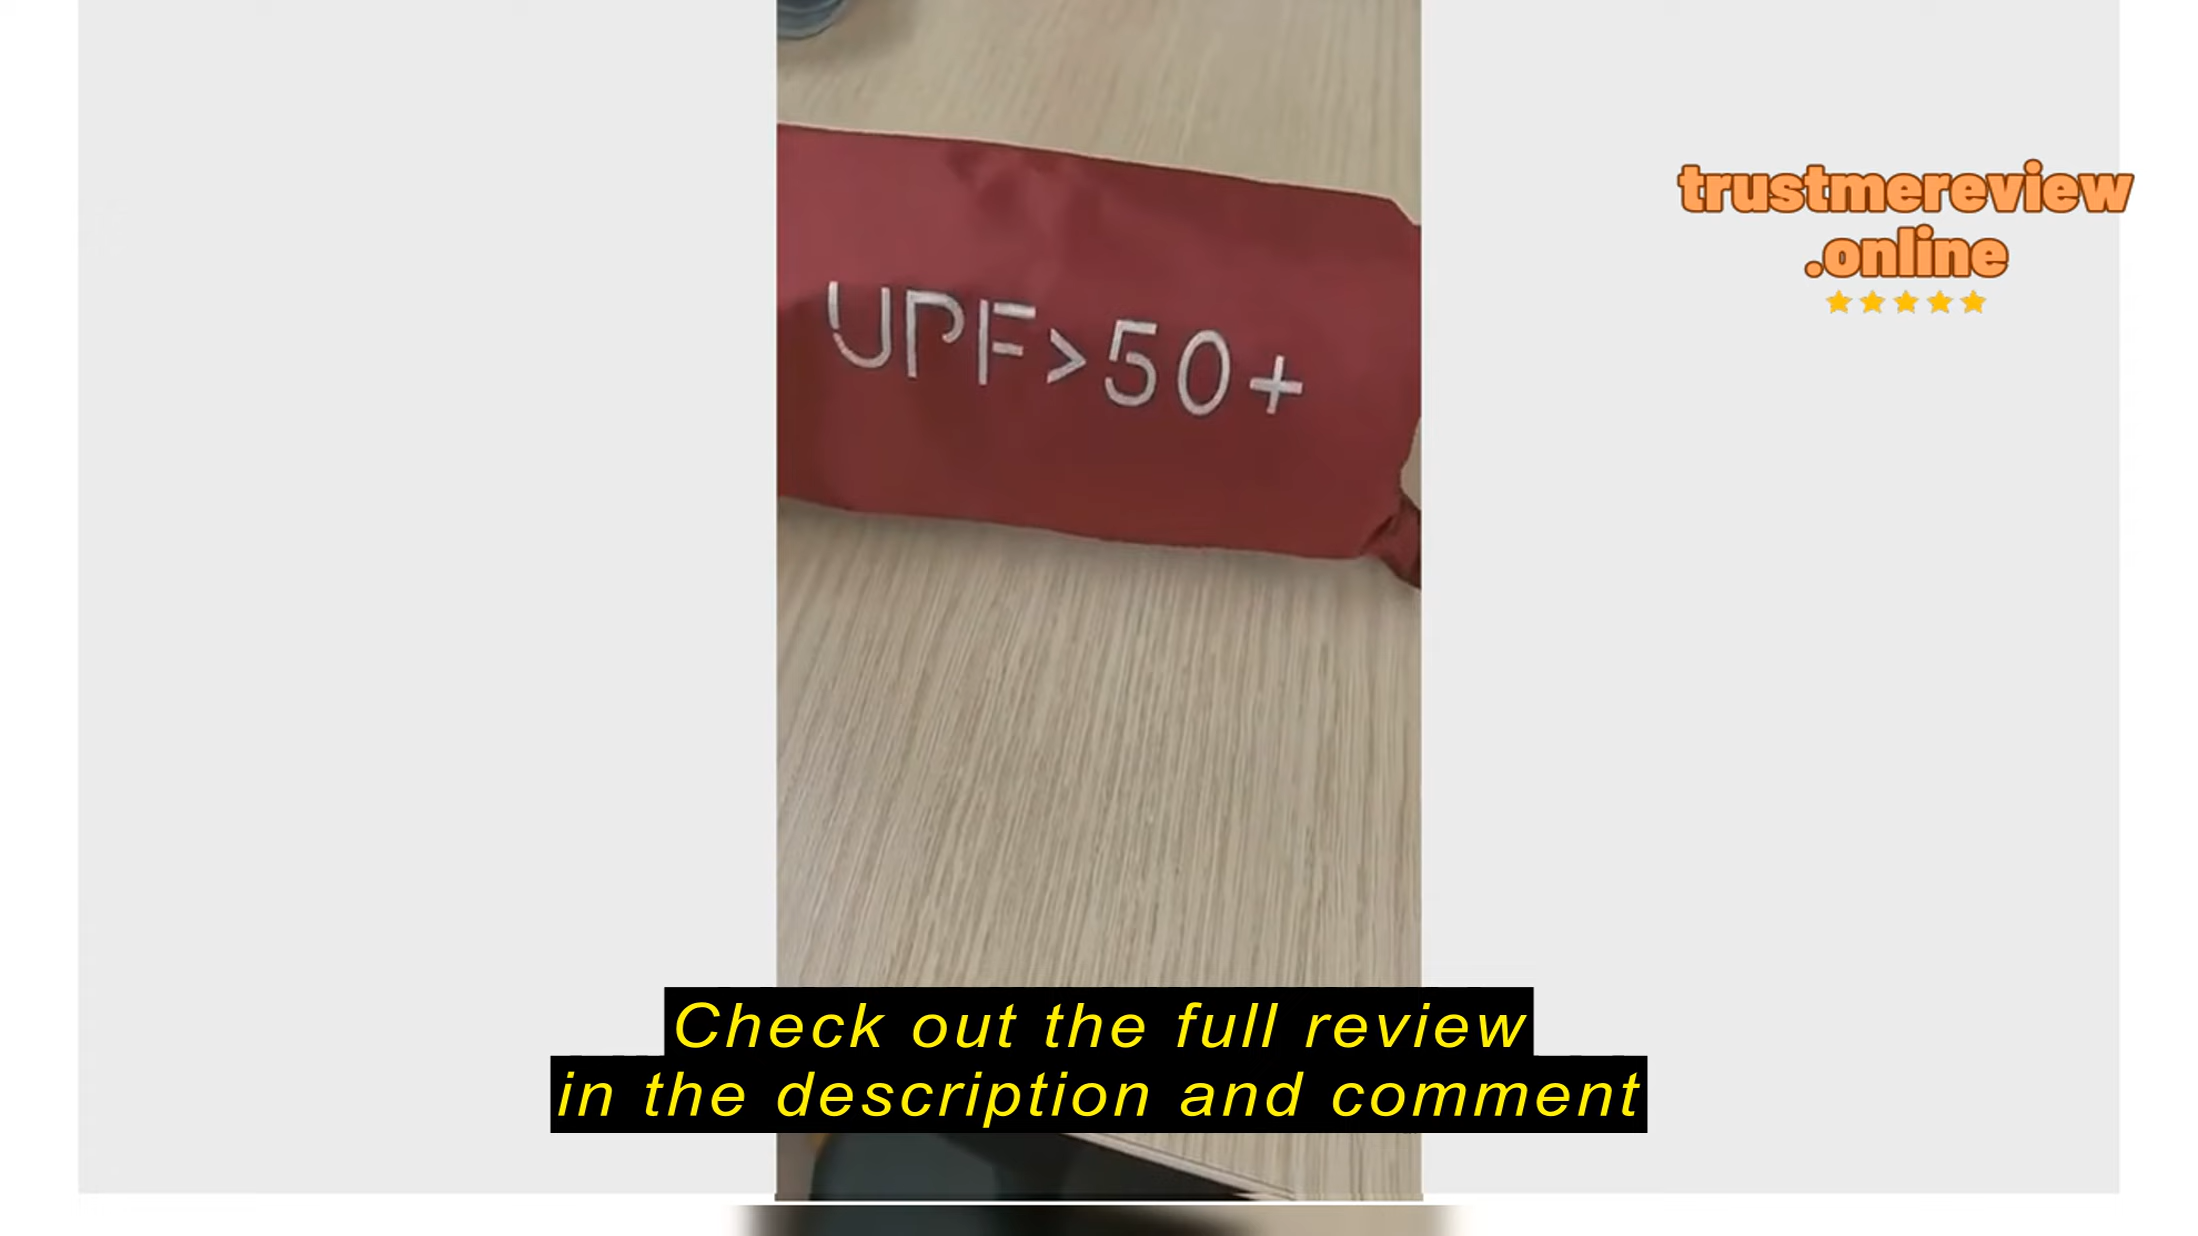 UPF>50+
trustmereview
.online
Check out the full review
in the description and comment